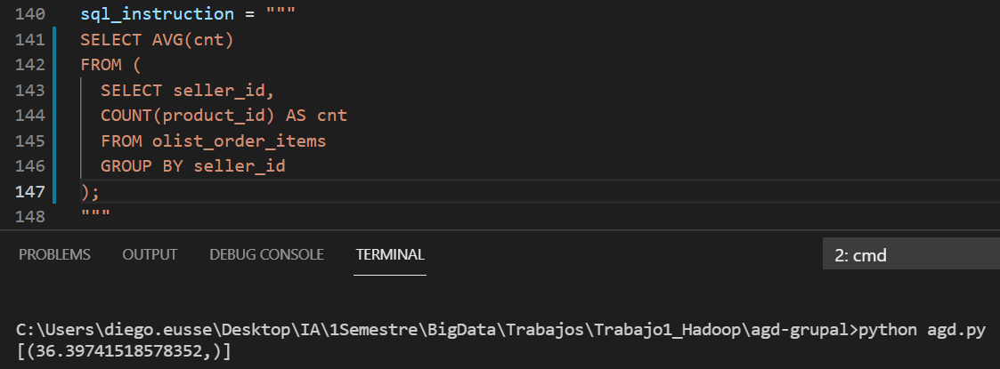 140 sql_instruction = """
141 SELECT AVG(cnt)
142 FROM (
143 SELECT seller_id,
144 COUNT(product_id) AS cnt
145 FROM olist_order_items
146 GROUP BY seller_id
147 );
148 """
PROBLEMS OUTPUT DEBUG CONSOLE TERMINAL 2: cmd
C:\Users\diego.eusse\Desktop\IA\1Semestre\BigData\Trabajos\Trabajo1_Hadoop\agd-grupal>python agd.py
[(36.39741518578352,)]